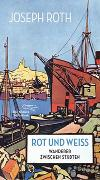 JOSEPH ROTH
ROT UND WEISS
WANDERER
ZWISCHEN STÄDTEN